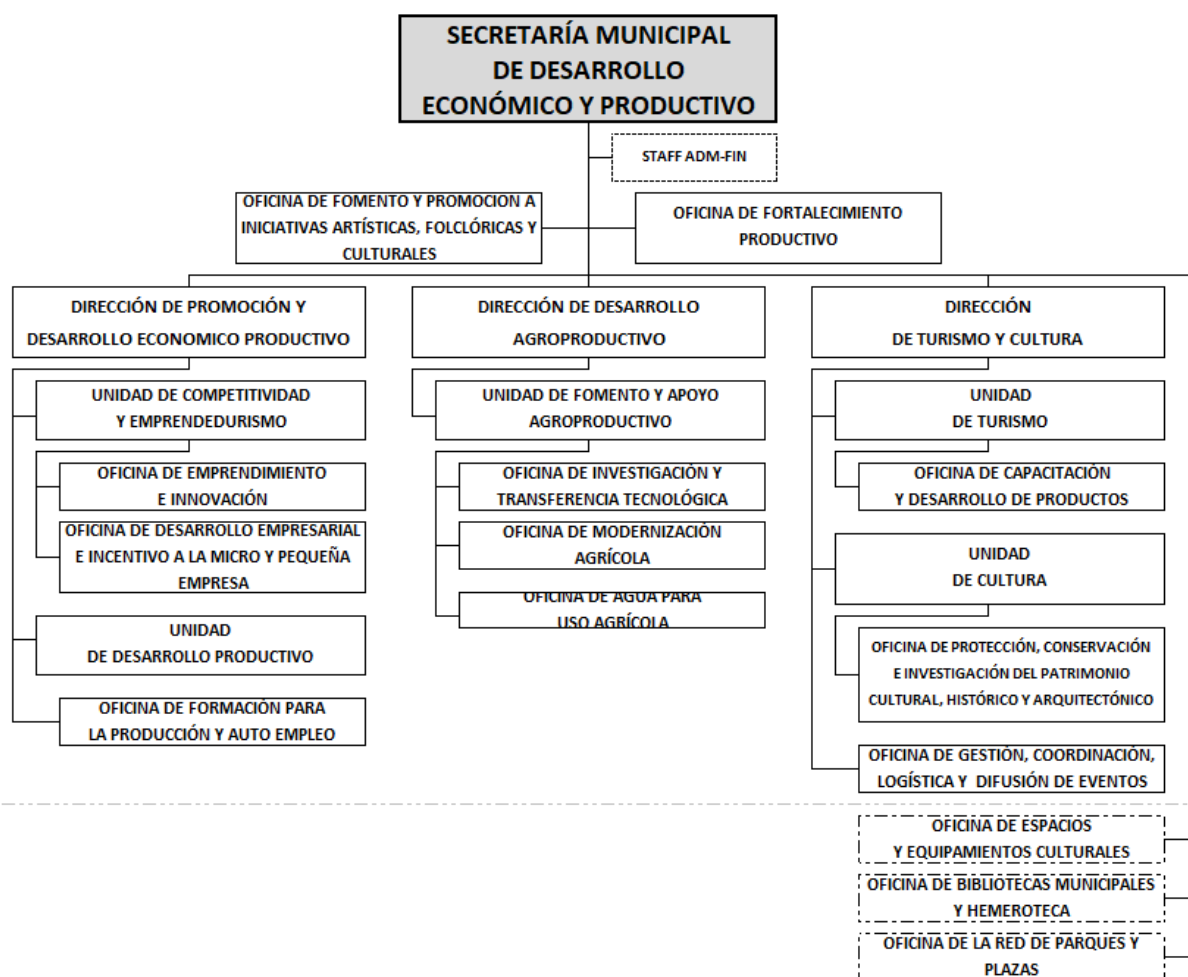 SECRETARÍA MUNICIPAL
DE DESARROLLO
ECONÓMICO Y PRODUCTIVO
STAFF ADM-FIN
OFICINA DE FOMENTO Y PROMOCION A
INICIATIVAS ARTÍSTICAS, FOLCLÓRICAS Y
CULTURALES
OFICINA DE FORTALECIMIENTO
PRODUCTIVO
DIRECCIÓN DE PROMOCIÓN Y
DESARROLLO ECONOMICO PRODUCTIVO
UNIDAD DE COMPETITIVIDAD
Y EMPRENDEDURISMO
OFICINA DE EMPRENDIMIENTO
E INNOVACIÓN
OFICINA DE DESARROLLO EMPRESARIAL
E INCENTIVO A LA MICRO Y PEQUEÑA
EMPRESA
UNIDAD
DE DESARROLLO PRODUCTIVO
OFICINA DE FORMACIÓN PARA
LA PRODUCCIÓN Y AUTO EMPLEO
DIRECCIÓN DE DESARROLLO
AGROPRODUCTIVO
UNIDAD DE FOMENTO Y APOYO
AGROPRODUCTIVO
OFICINA DE INVESTIGACIÓN Y
TRANSFERENCIA TECNOLÓGICA
OFICINA DE MODERNIZACIÓN
AGRÍCOLA
OFICINA DE AGUA PARA
USO AGRÍCOLA
DIRECCIÓN
DE TURISMO Y CULTURA
UNIDAD
DE TURISMO
OFICINA DE CAPACITACIÓN
Y DESARROLLO DE PRODUCTOS
UNIDAD
DE CULTURA
OFICINA DE PROTECCIÓN, CONSERVACIÓN
E INVESTIGACIÓN DEL PATRIMONIO
CULTURAL, HISTÓRICO Y ARQUITECTÓNICO
OFICINA DE GESTIÓN, COORDINACIÓN,
LOGÍSTICA Y DIFUSIÓN DE EVENTOS
OFICINA DE ESPACIOS
Y EQUIPAMIENTOS CULTURALES
OFICINA DE BIBLIOTECAS MUNICIPALES
Y HEMEROTECA
OFICINA DE LA RED DE PARQUES Y
PLAZAS